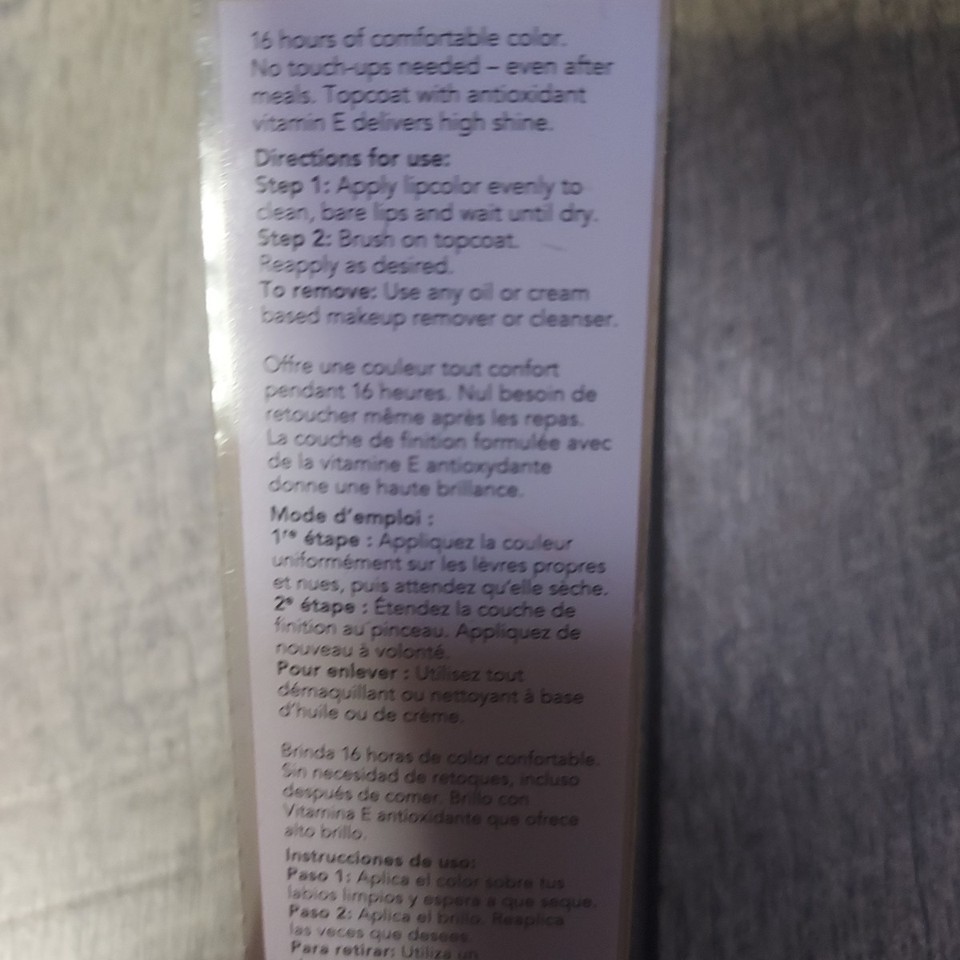 16 hours of comfortable color.
No touch-ups needed – even after
meals. Topcoat with antioxidant
vitamin E delivers high shine.
Directions for use:
Step 1: Apply lipcolor evenly to
clean, bare lips and wait until dry.
Step 2: Brush on topcoat.
Reapply as desired.
To remove: Use any oil or cream
based makeup remover or cleanser.
Offre une couleur tout confort
pendant 16 heures. Nul besoin de
retoucher même après les repas.
La couche de finition formulée avec
de la vitamine E antioxydante
donne une haute brillance.
Mode d'emploi :
1re étape : Appliquez la couleur
uniformément sur les lèvres propres
et nues, puis attendez qu'elle sèche.
2e étape : Étendez la couche de
finition au pinceau. Appliquez de
nouveau à volonté.
Pour enlever : Utilisez tout
démaquillant ou nettoyant à base
d'huile ou de crème.
Brinda 16 horas de color confortable.
Sin necesidad de retoques, incluso
después de comer. Brillo con
Vitamina E antioxidante que ofrece
alto brillo.
Instrucciones de uso:
Paso 1: Aplica el color sobre tus
labios limpios y espera a que seque.
Paso 2: Aplica el brillo. Reaplica
las veces que desees.
Para retirar: Utiliza un